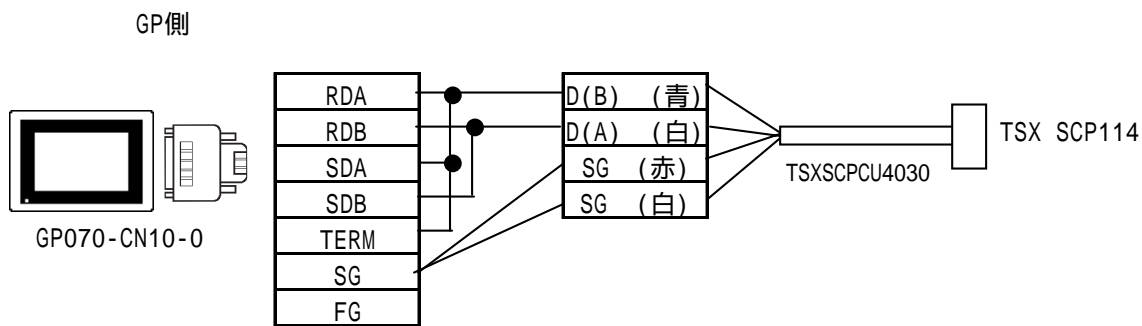 GP側
RDA
RDB
SDA
SDB
TERM
SG
FG
D(B) (青)
D(A) (白)
SG (赤)
SG (白)
TSX SCP114
TSXSCPCU4030
GP070-CN10-0